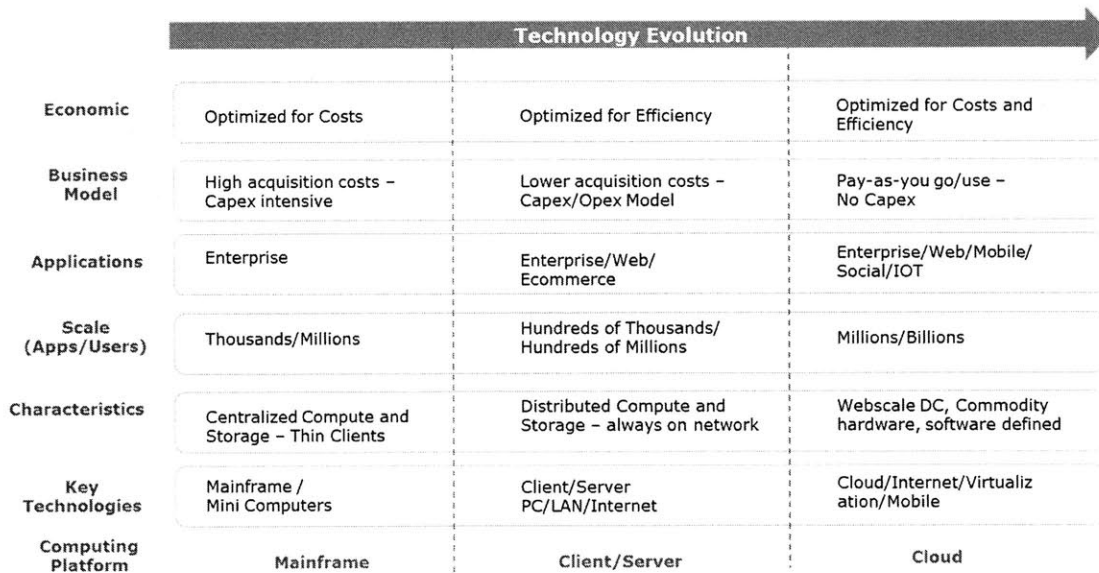 Technology Evolution
Economic
Optimized for Costs
Optimized for Efficiency
Optimized for Costs and
Efficiency
Business
Model
High acquisition costs –
Capex intensive
Lower acquisition costs –
Capex/Opex Model
Pay-as-you go/use –
No Capex
Applications
Enterprise
Enterprise/Web/
Ecommerce
Enterprise/Web/Mobile/
Social/IOT
Scale
(Apps/Users)
Thousands/Millions
Hundreds of Thousands/
Hundreds of Millions
Millions/Billions
Characteristics
Centralized Compute and
Storage – Thin Clients
Distributed Compute and
Storage – always on network
Webscale DC, Commodity
hardware, software defined
Key
Technologies
Mainframe /
Mini Computers
Client/Server
PC/LAN/Internet
Cloud/Internet/Virtualiz
ation/Mobile
Computing
Platform
Mainframe
Client/Server
Cloud